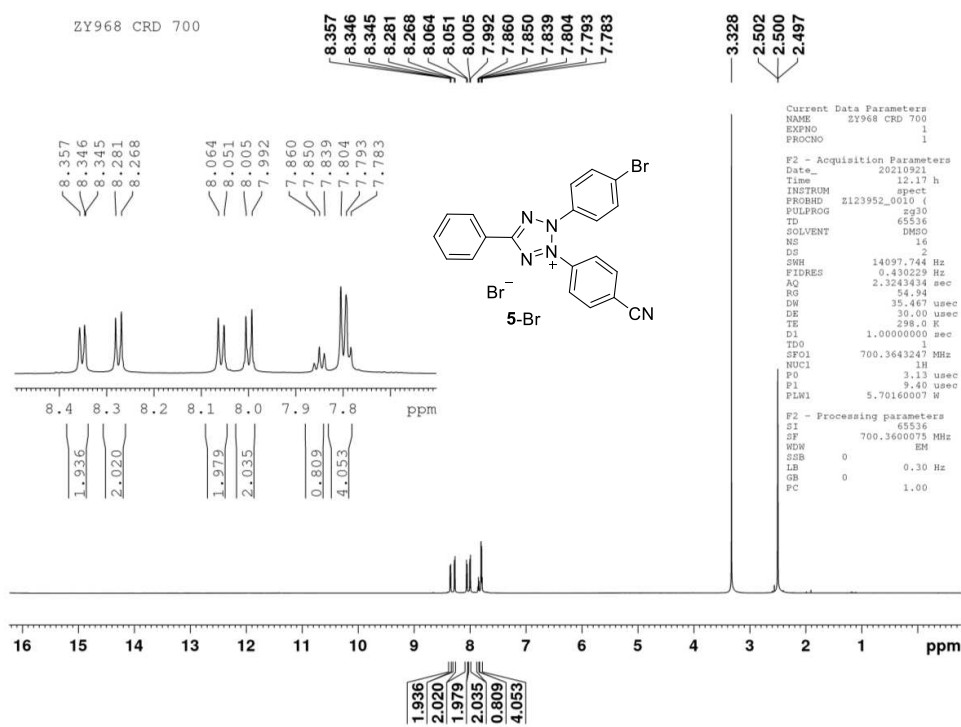 ZY968 CRD 700
8.357
8.346
8.345
8.281
8.268
8.064
8.051
8.005
7.992
7.860
7.850
7.839
7.804
7.793
7.783
3.328
2.502
2.500
2.497
8.357
8.346
8.345
8.281
8.268
8.064
8.051
8.005
7.992
7.860
7.850
7.839
7.804
7.793
7.783
Br
N
N
N
N
+
Br−
CN
5-Br
8.4 8.3 8.2 8.1 8.0 7.9 7.8 ppm
1.936
2.020
1.979
2.035
0.809
4.053
Current Data Parameters
NAME ZY968 CRD 700
EXPNO 1
PROCNO 1
F2 - Acquisition Parameters
Date_ 20210921
Time 12.17 h
INSTRUM spect
PROBHD Z123952_0010 (
PULPROG zg30
TD 65536
SOLVENT DMSO
NS 16
DS 2
SWH 14097.744 Hz
FIDRES 0.430229 Hz
AQ 2.3243434 sec
RG 54.94
DW 35.467 usec
DE 30.00 usec
TE 298.0 K
D1 1.00000000 sec
TD0 1
SFO1 700.3643247 MHz
NUC1 1H
P0 3.13 usec
P1 9.40 usec
PLW1 5.70160007 W
F2 - Processing parameters
SI 65536
SF 700.3600075 MHz
WDW EM
SSB 0
LB 0.30 Hz
GB 0
PC 1.00
16 15 14 13 12 11 10 9 8 7 6 5 4 3 2 1 ppm
1.936
2.020
1.979
2.035
0.809
4.053